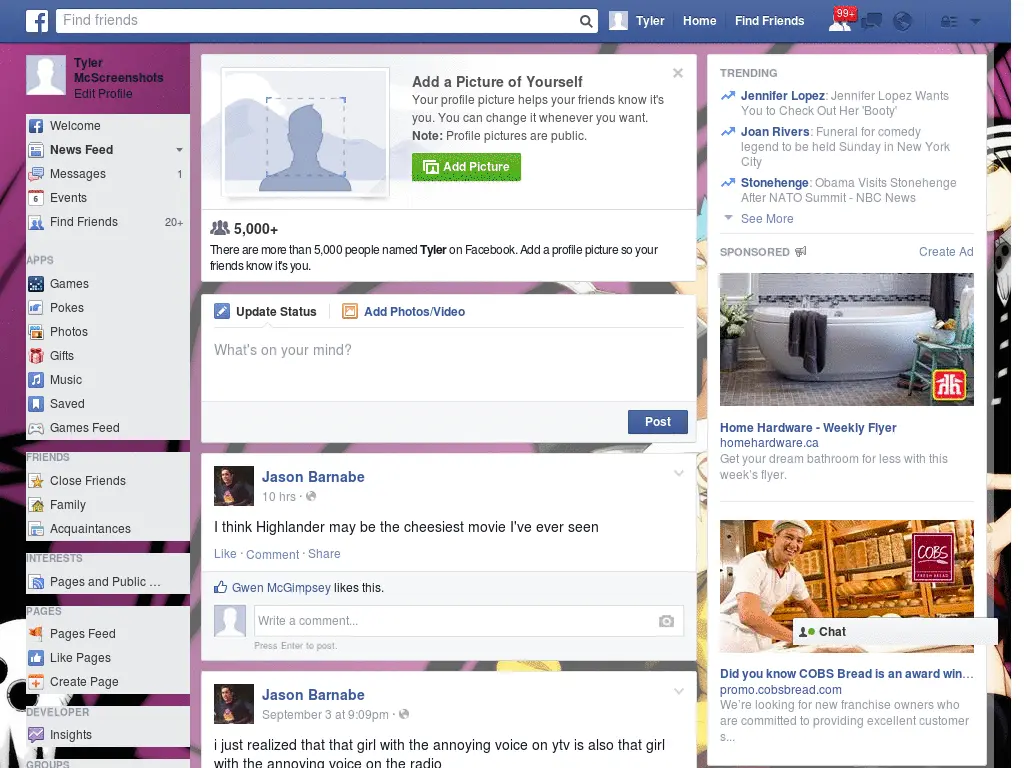 Find friends
Tyler
Home
Find Friends
99+
Tyler
McScreenshots
Edit Profile
Welcome
News Feed
Messages 1
Events
Find Friends 20+
APPS
Games
Pokes
Photos
Gifts
Music
Saved
Games Feed
FRIENDS
Close Friends
Family
Acquaintances
INTERESTS
Pages and Public ...
PAGES
Pages Feed
Like Pages
Create Page
DEVELOPER
Insights
GROUPS
Add a Picture of Yourself
Your profile picture helps your friends know it's
you. You can change it whenever you want.
Note: Profile pictures are public.
Add Picture
5,000+
There are more than 5,000 people named Tyler on Facebook. Add a profile picture so your
friends know it's you.
Update Status
Add Photos/Video
What's on your mind?
Post
Jason Barnabe
10 hrs ·
I think Highlander may be the cheesiest movie I've ever seen
Like · Comment · Share
Gwen McGimpsey likes this.
Write a comment...
Press Enter to post.
Jason Barnabe
September 3 at 9:09pm ·
i just realized that that girl with the annoying voice on ytv is also that girl
with the annoying voice on the radio
TRENDING
Jennifer Lopez: Jennifer Lopez Wants
You to Check Out Her 'Booty'
Joan Rivers: Funeral for comedy
legend to be held Sunday in New York
City
Stonehenge: Obama Visits Stonehenge
After NATO Summit - NBC News
See More
SPONSORED
Create Ad
Home Hardware - Weekly Flyer
homehardware.ca
Get your dream bathroom for less with this
week's flyer.
COBS
FRESH BREAD
Chat
Did you know COBS Bread is an award win...
promo.cobsbread.com
We're looking for new franchise owners who
are committed to providing excellent customer
s...